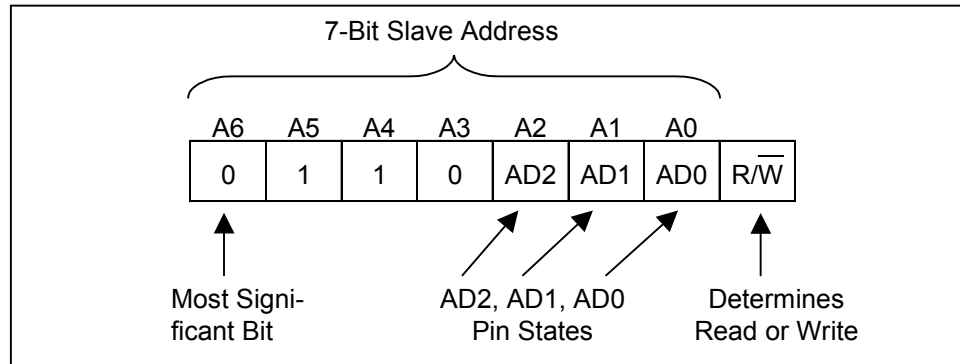 7-Bit Slave Address
A6 A5 A4 A3 A2 A1 A0
0 1 1 0 AD2 AD1 AD0 R/W̅
Most Signi-
ficant Bit
AD2, AD1, AD0
Pin States
Determines
Read or Write